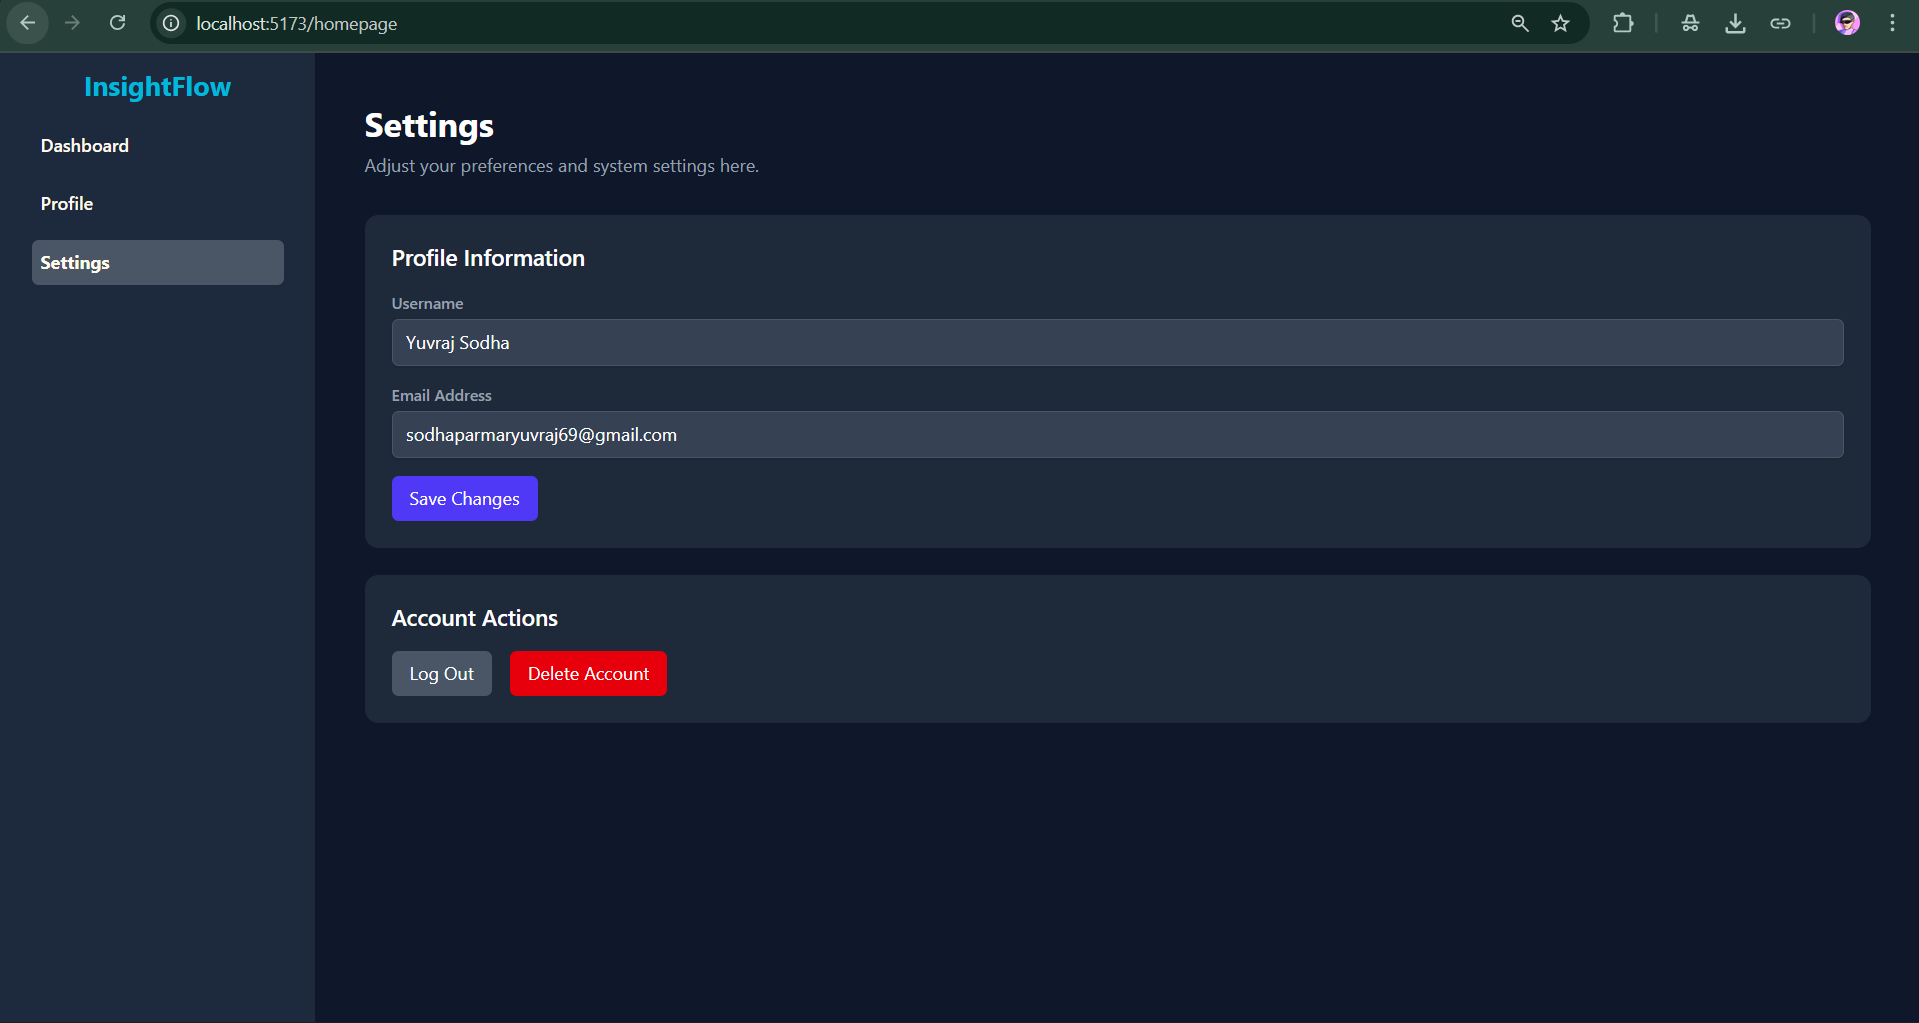 localhost:5173/homepage
InsightFlow
Dashboard
Profile
Settings
Settings
Adjust your preferences and system settings here.
Profile Information
Username
Yuvraj Sodha
Email Address
sodhaparmaryuvraj69@gmail.com
Save Changes
Account Actions
Log Out
Delete Account